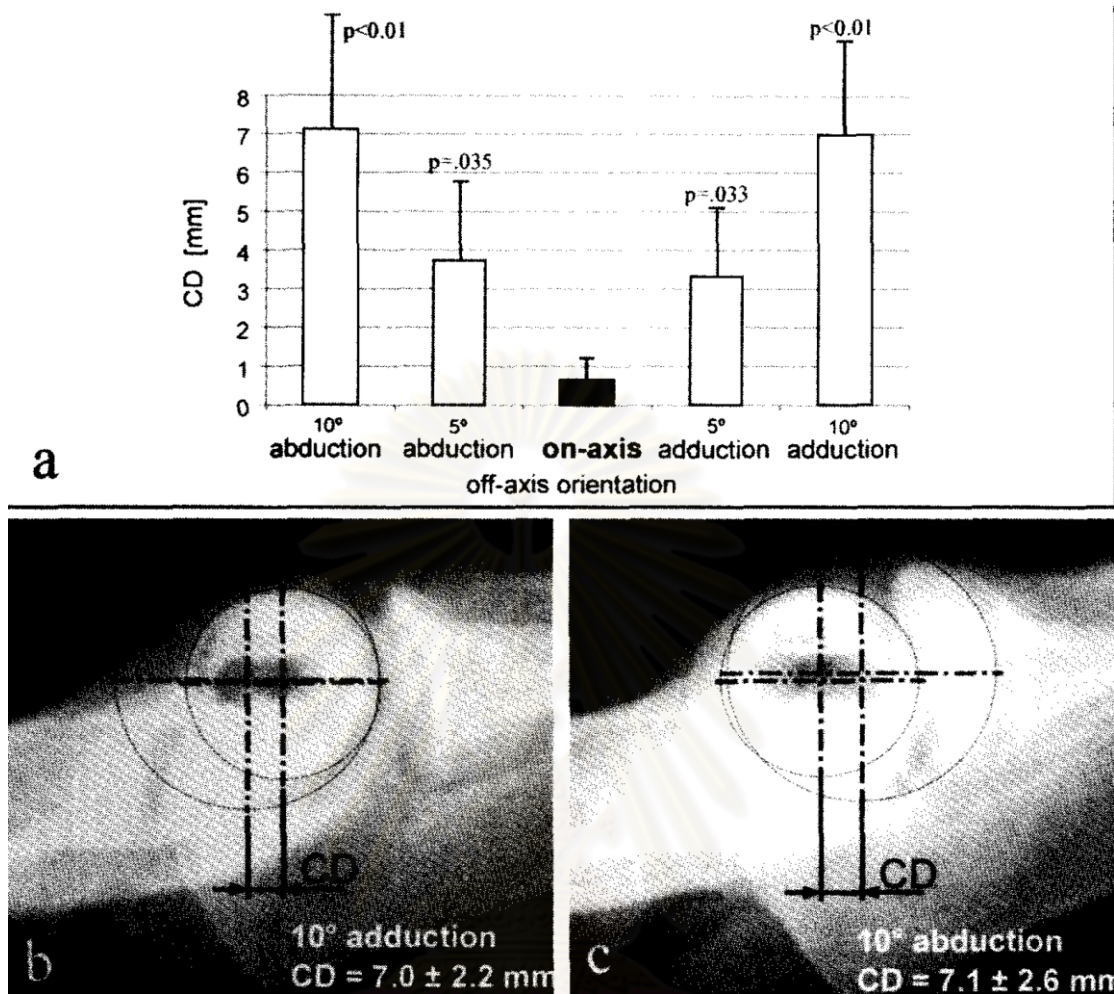 p<0.01
p<0.01
p=.035
p=.033
8
7
6
5
4
3
2
1
0
CD [mm]
10° 5° 5° 10°
abduction abduction on-axis adduction adduction
off-axis orientation
a
CD
10° adduction
CD = 7.0 ± 2.2 mm
b
CD
10° abduction
CD = 7.1 ± 2.6 mm
c